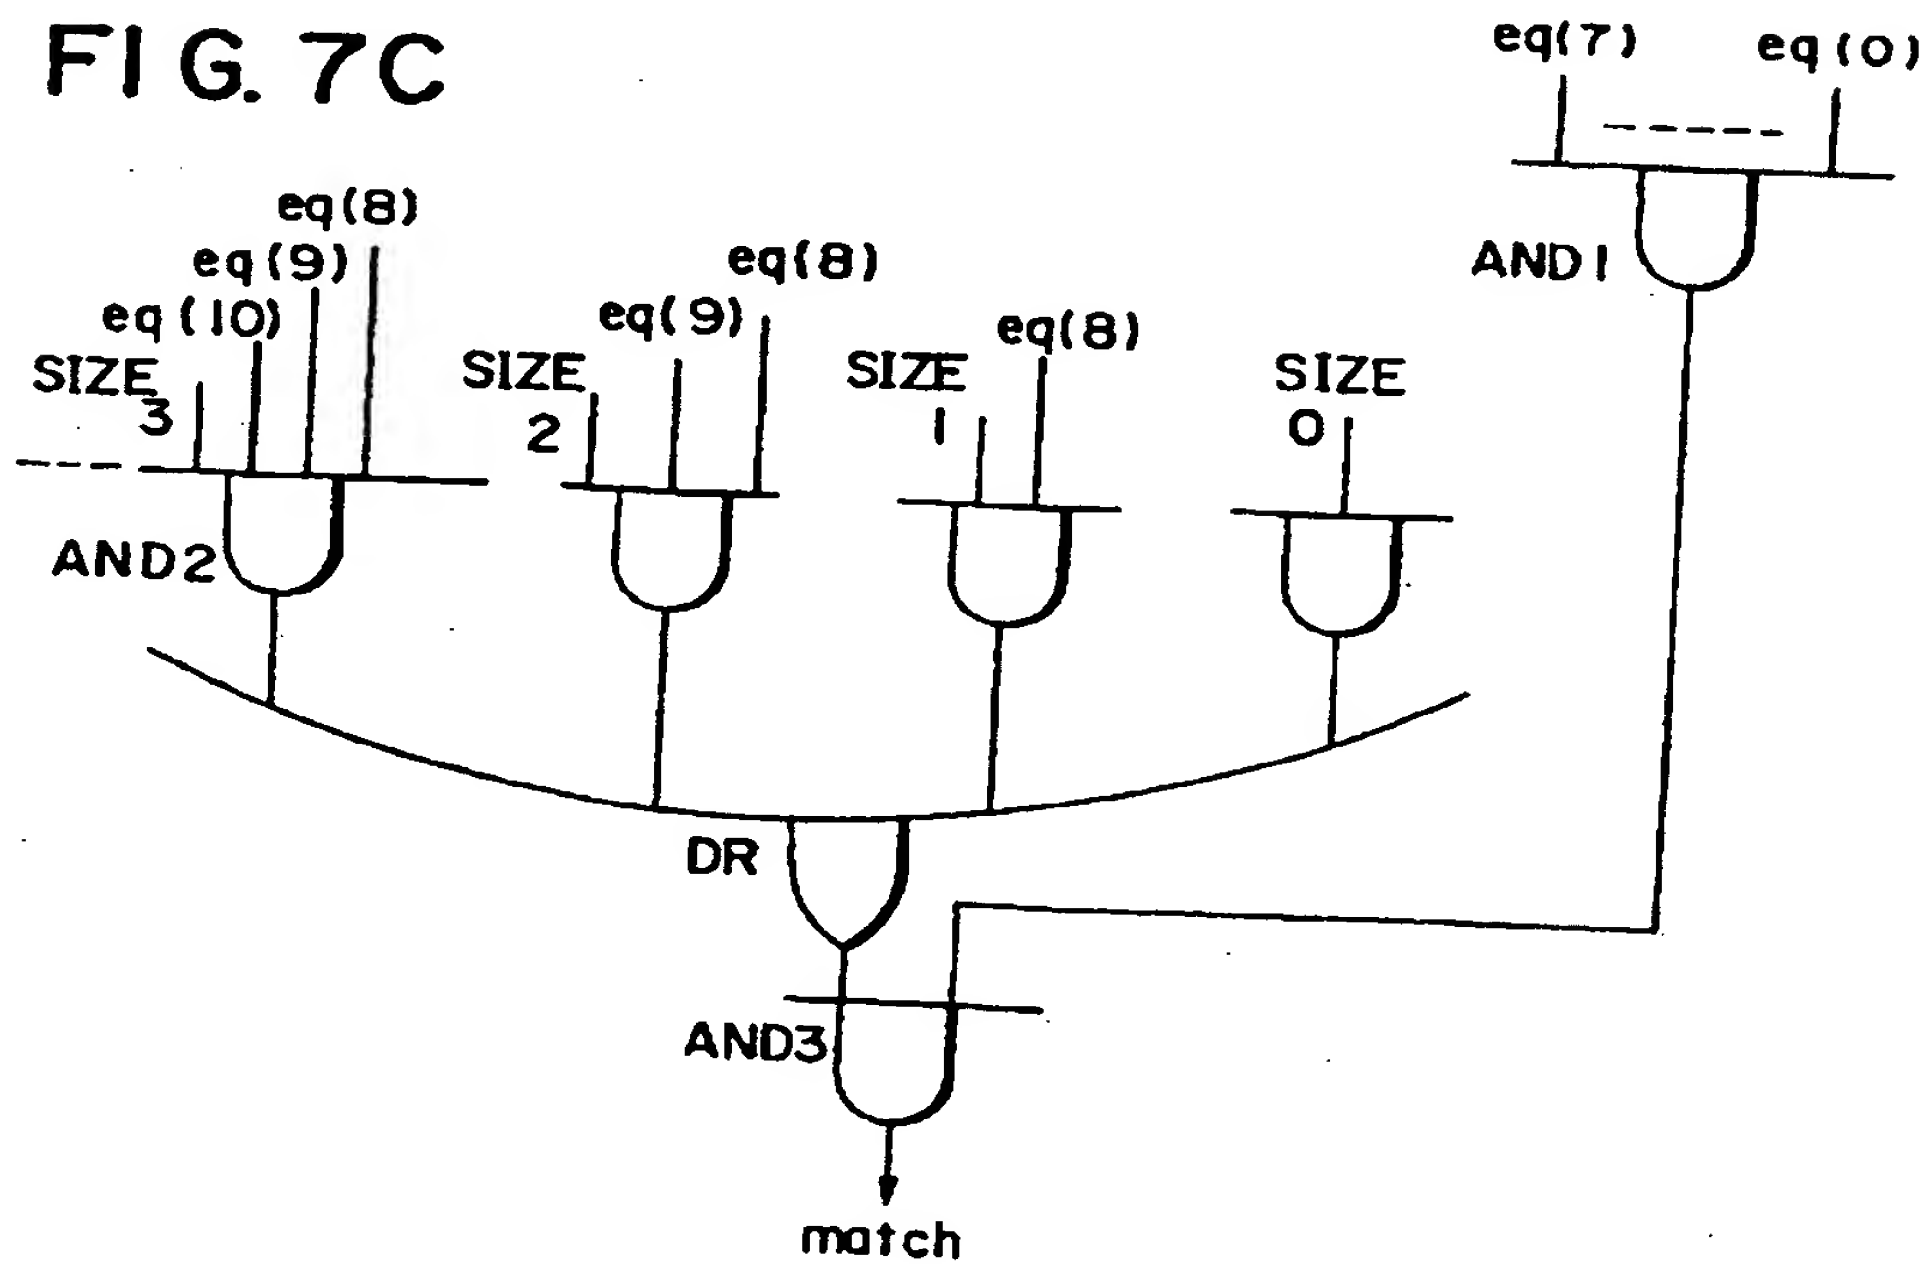 FIG. 7C
eq(7)
eq(0)
eq(8)
eq(9)
eq(10)
SIZE
3
eq(8)
eq(9)
SIZE
2
eq(8)
SIZE
1
SIZE
0
AND1
AND2
DR
AND3
match